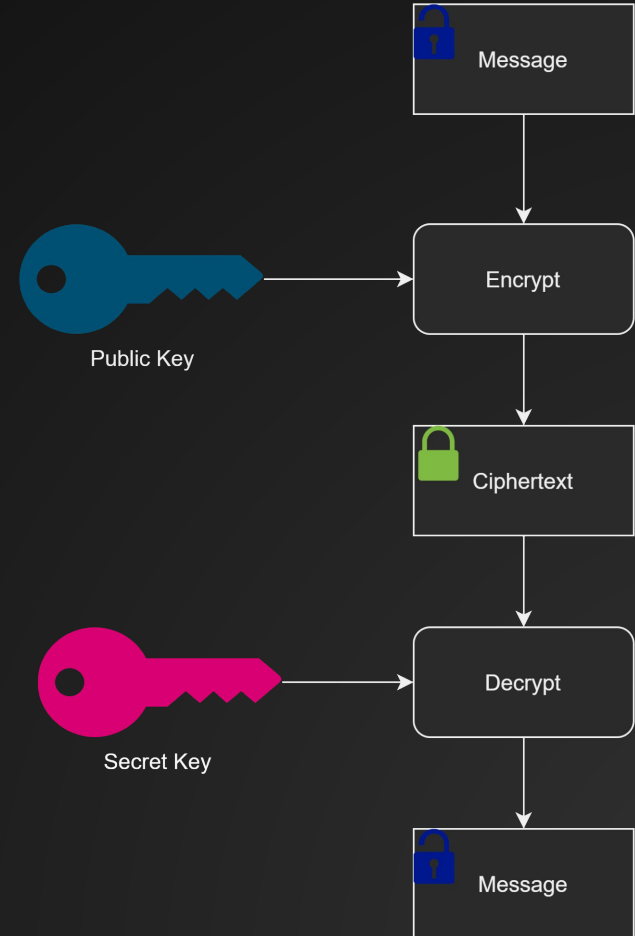 Message
Encrypt
Public Key
Ciphertext
Decrypt
Secret Key
Message